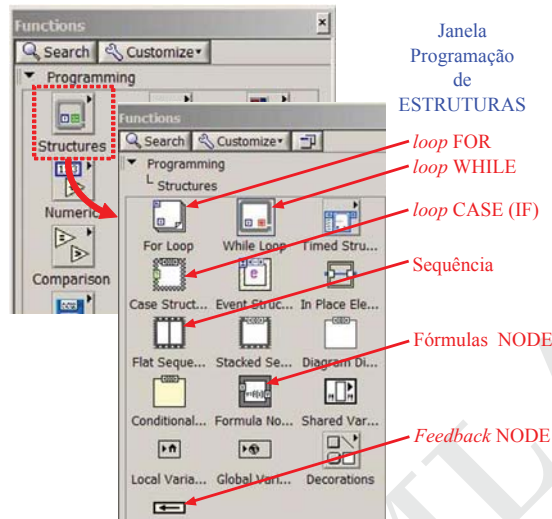 Functions
Search Customize
Programming
Structures
Numeric
Comparison
Functions
Search Customize
Programming
Structures
For Loop While Loop Timed Stru...
Case Struct... Event Struc... In Place Ele...
Flat Seque... Stacked Se... Diagram Di...
Conditional... Formula No... Shared Var...
Local Varia... Global Vari... Decorations
Janela
Programação
de
ESTRUTURAS
loop FOR
loop WHILE
loop CASE (IF)
Sequência
Fórmulas NODE
Feedback NODE